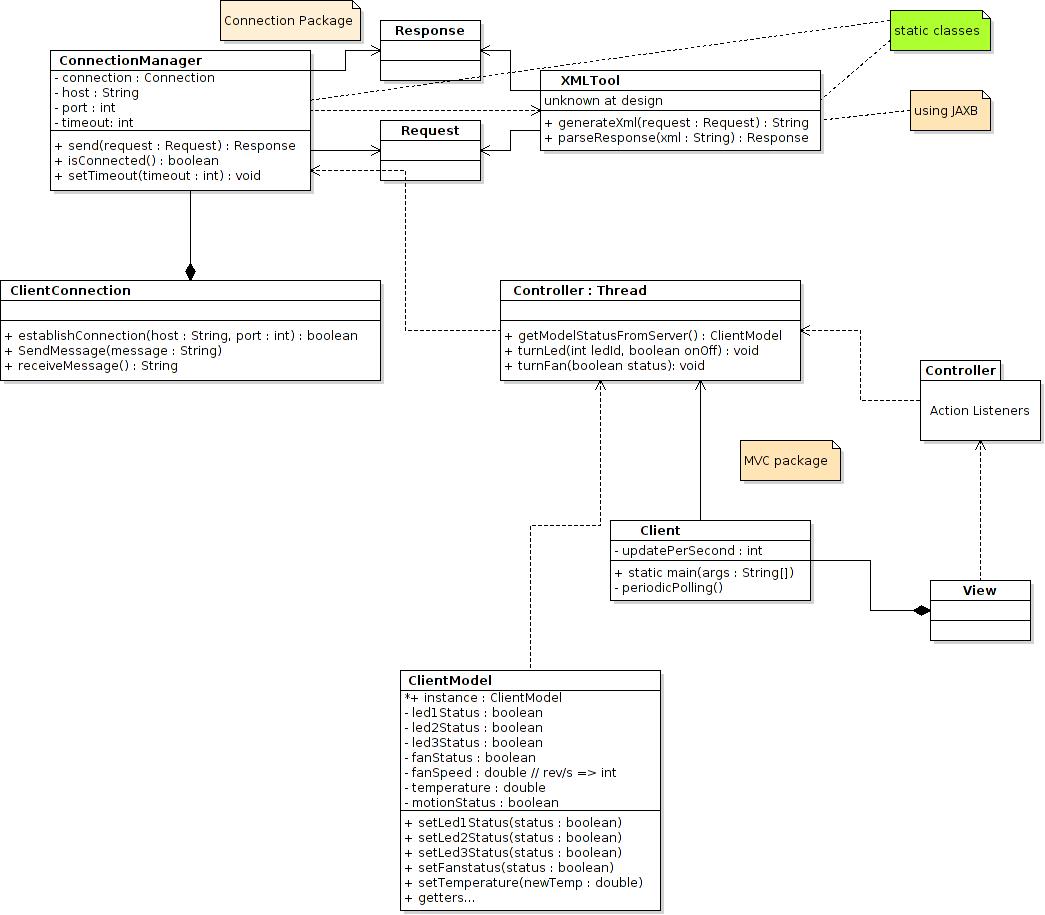 Connection Package
Response
static classes
ConnectionManager
- connection : Connection
- host : String
- port : int
- timeout: int
+ send(request : Request) : Response
+ isConnected() : boolean
+ setTimeout(timeout : int) : void
XMLTool
unknown at design
+ generateXml(request : Request) : String
+ parseResponse(xml : String) : Response
using JAXB
Request
ClientConnection
+ establishConnection(host : String, port : int) : boolean
+ SendMessage(message : String)
+ receiveMessage() : String
Controller : Thread
+ getModelStatusFromServer() : ClientModel
+ turnLed(int ledId, boolean onOff) : void
+ turnFan(boolean status): void
Controller
Action Listeners
MVC package
Client
- updatePerSecond : int
+ static main(args : String[])
- periodicPolling()
View
ClientModel
*+ instance : ClientModel
- led1Status : boolean
- led2Status : boolean
- led3Status : boolean
- fanStatus : boolean
- fanSpeed : double // rev/s => int
- temperature : double
- motionStatus : boolean
+ setLed1Status(status : boolean)
+ setLed2Status(status : boolean)
+ setLed3Status(status : boolean)
+ setFanstatus(status : boolean)
+ setTemperature(newTemp : double)
+ getters...